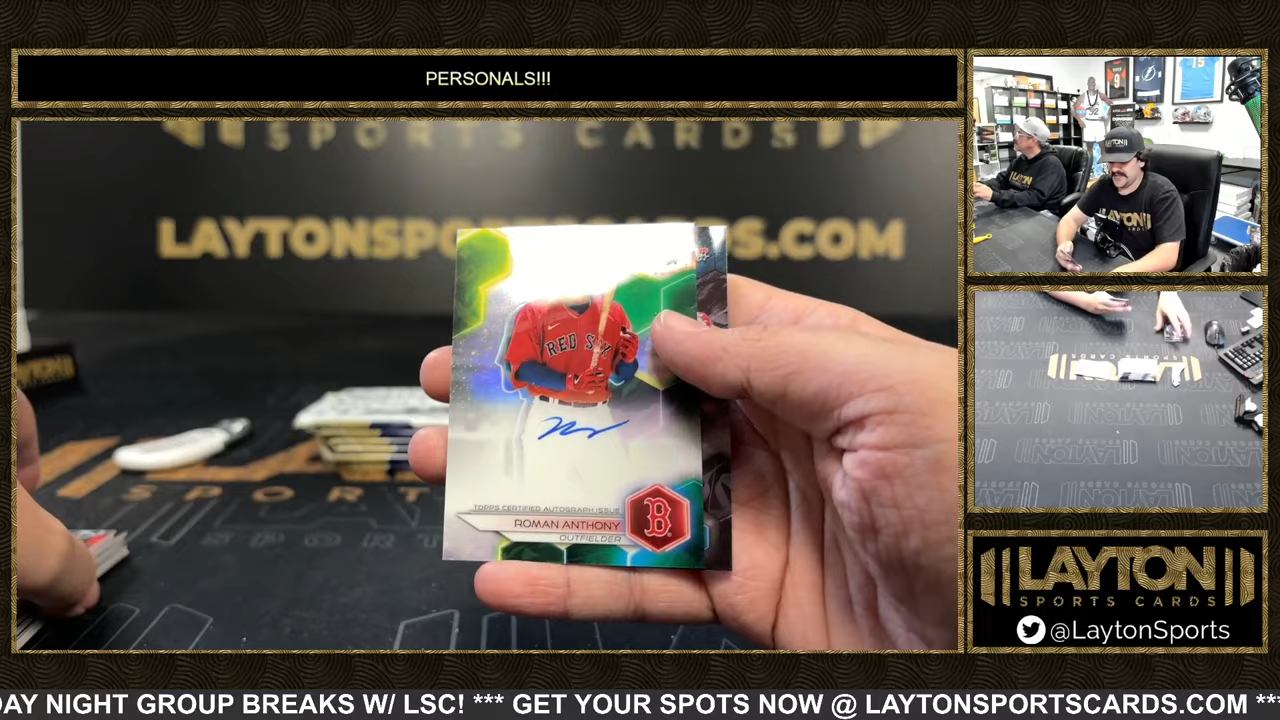 PERSONALS!!!
SPORTS CARDS
LAYTONSPORTSCARDS.COM
RED SOX
TOPPS CERTIFIED AUTOGRAPH ISSUE
ROMAN ANTHONY
OUTFIELDER
B
SPORT
LAYTON
SPORTS CARDS
@LaytonSports
DAY NIGHT GROUP BREAKS W/ LSC! *** GET YOUR SPOTS NOW @ LAYTONSPORTSCARDS.COM **